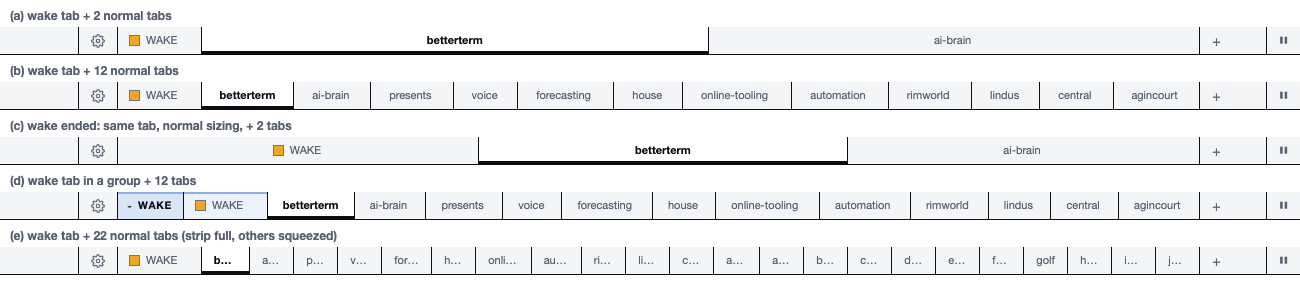 (a) wake tab + 2 normal tabs
WAKE betterterm ai-brain +
(b) wake tab + 12 normal tabs
WAKE betterterm ai-brain presents voice forecasting house online-tooling automation rimworld lindus central agincourt +
(c) wake ended: same tab, normal sizing, + 2 tabs
WAKE betterterm ai-brain +
(d) wake tab in a group + 12 tabs
WAKE WAKE betterterm ai-brain presents voice forecasting house online-tooling automation rimworld lindus central agincourt +
(e) wake tab + 22 normal tabs (strip full, others squeezed)
WAKE b... a... p... v... for... h... onli... au... ri... li... c... a... a... b... c... d... e... f... golf h... i... j... +